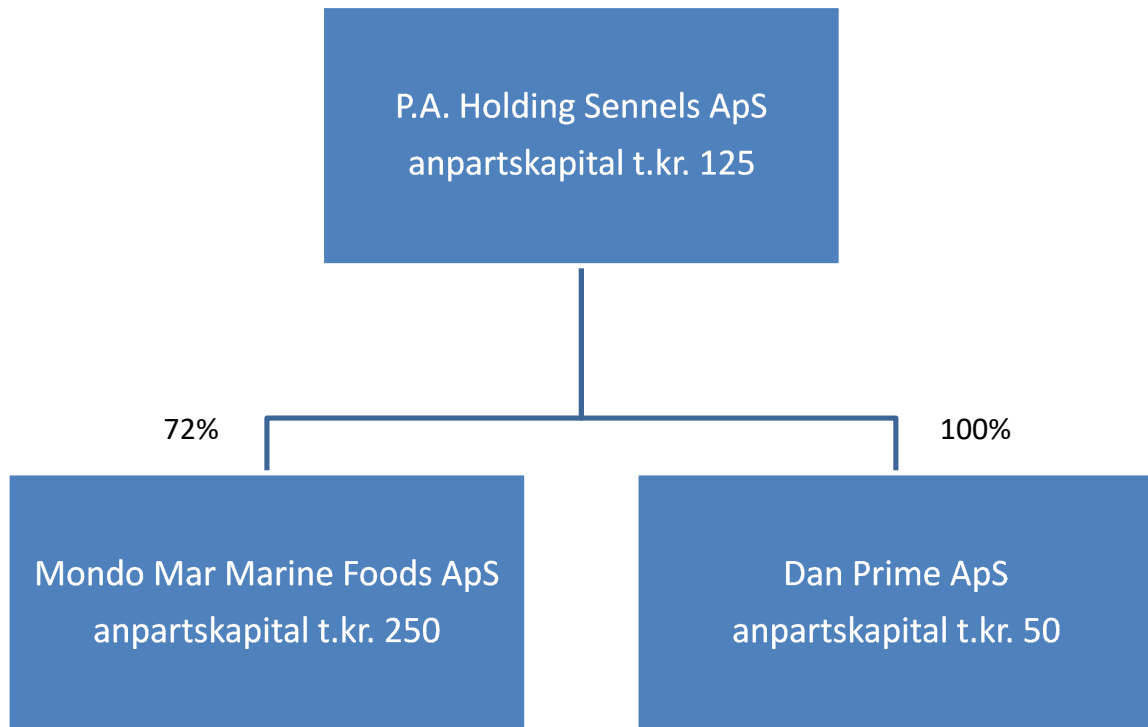 P.A. Holding Sennels ApS
anpartskapital t.kr. 125
72%
100%
Mondo Mar Marine Foods ApS
anpartskapital t.kr. 250
Dan Prime ApS
anpartskapital t.kr. 50